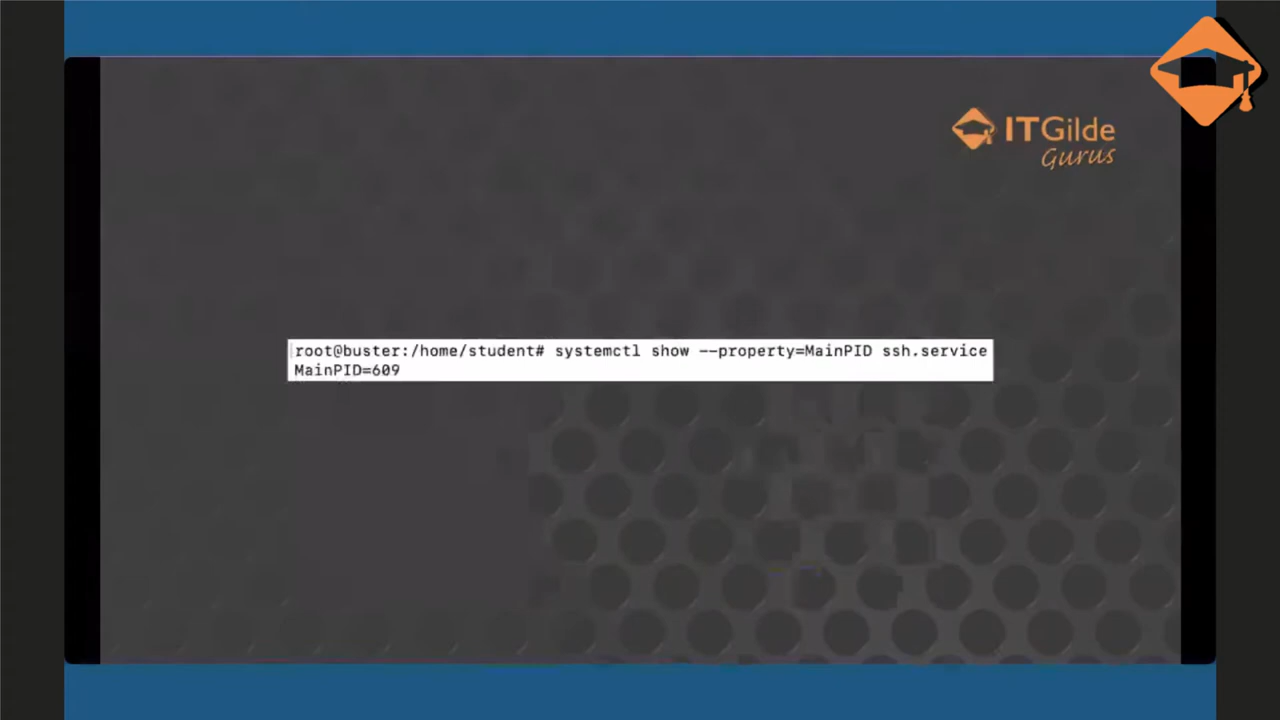 ITGilde
Gurus
root@buster:/home/student# systemctl show --property=MainPID ssh.service
MainPID=609